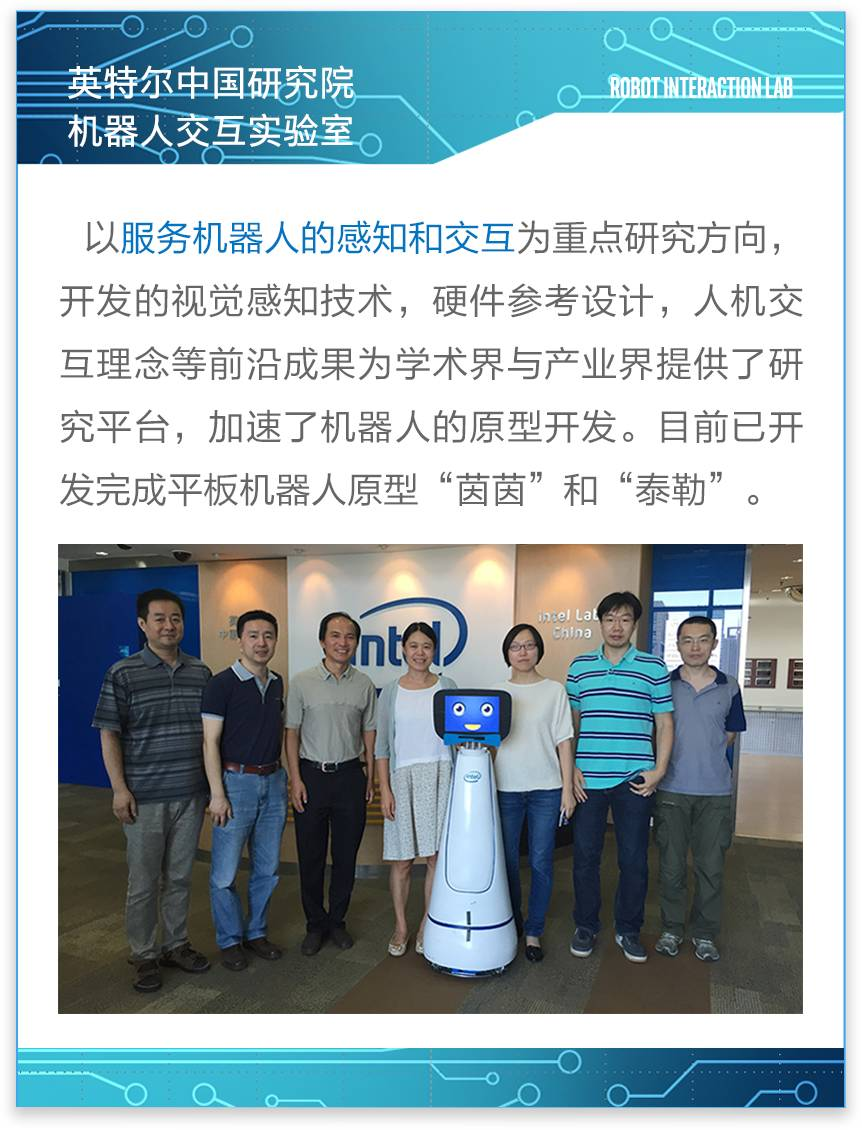 英特尔中国研究院
机器人交互实验室
ROBOT INTERACTION LAB
以服务机器人的感知和交互为重点研究方向，
开发的视觉感知技术，硬件参考设计，人机交
互理念等前沿成果为学术界与产业界提供了研
究平台，加速了机器人的原型开发。目前已开
发完成平板机器人原型“茵茵”和“泰勒”。
intel
Intel Lab
China
intel